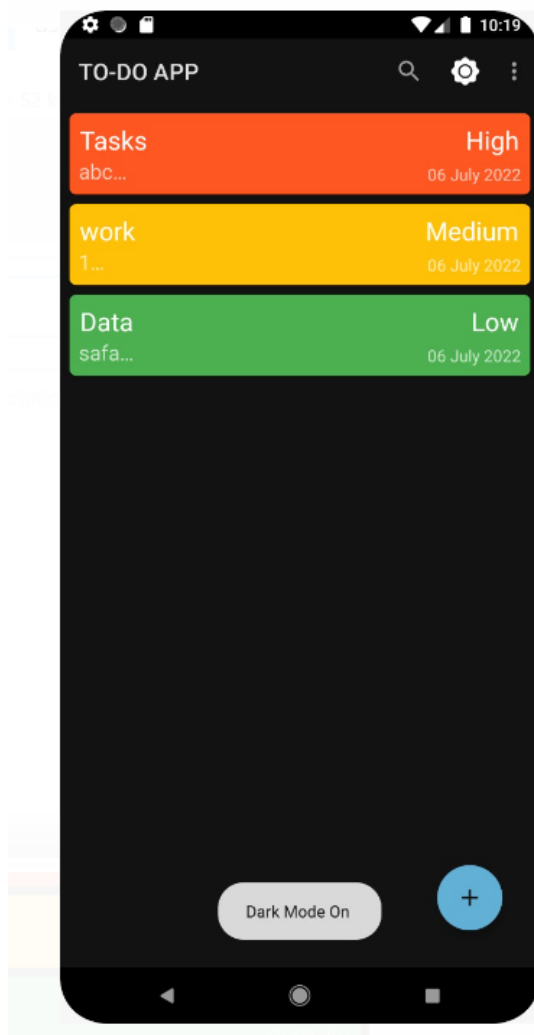 10:19
TO-DO APP
Tasks High
abc... 06 July 2022
work Medium
1... 06 July 2022
Data Low
safa... 06 July 2022
+
Dark Mode On